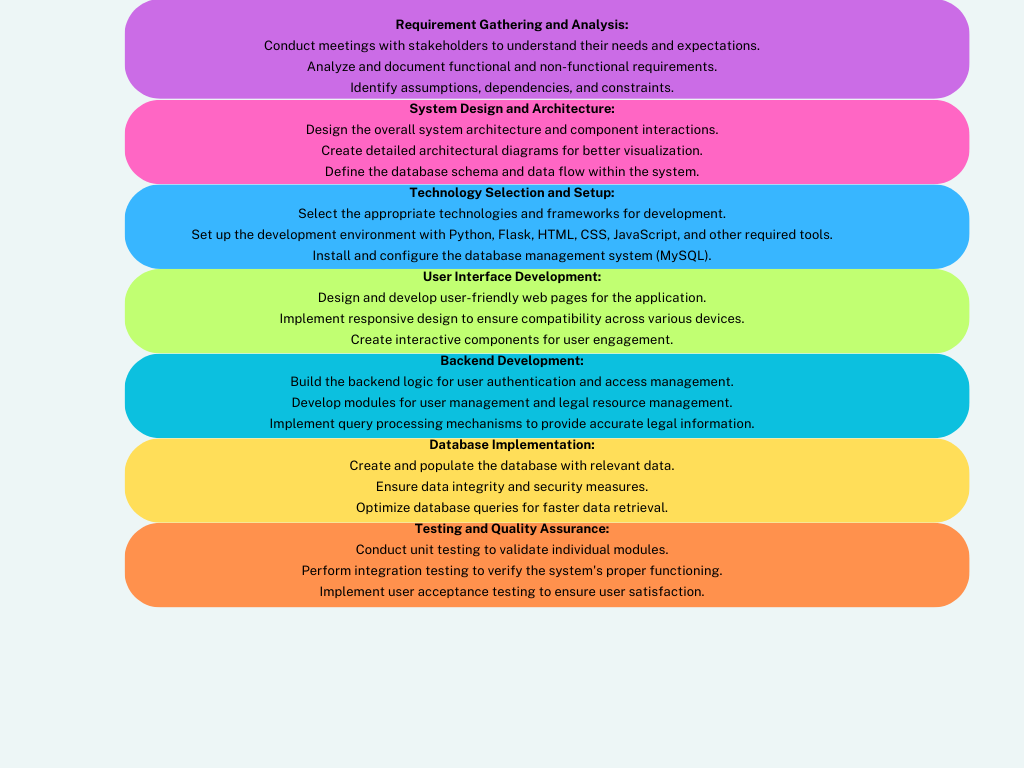 Requirement Gathering and Analysis:
Conduct meetings with stakeholders to understand their needs and expectations.
Analyze and document functional and non-functional requirements.
Identify assumptions, dependencies, and constraints.
System Design and Architecture:
Design the overall system architecture and component interactions.
Create detailed architectural diagrams for better visualization.
Define the database schema and data flow within the system.
Technology Selection and Setup:
Select the appropriate technologies and frameworks for development.
Set up the development environment with Python, Flask, HTML, CSS, JavaScript, and other required tools.
Install and configure the database management system (MySQL).
User Interface Development:
Design and develop user-friendly web pages for the application.
Implement responsive design to ensure compatibility across various devices.
Create interactive components for user engagement.
Backend Development:
Build the backend logic for user authentication and access management.
Develop modules for user management and legal resource management.
Implement query processing mechanisms to provide accurate legal information.
Database Implementation:
Create and populate the database with relevant data.
Ensure data integrity and security measures.
Optimize database queries for faster data retrieval.
Testing and Quality Assurance:
Conduct unit testing to validate individual modules.
Perform integration testing to verify the system's proper functioning.
Implement user acceptance testing to ensure user satisfaction.